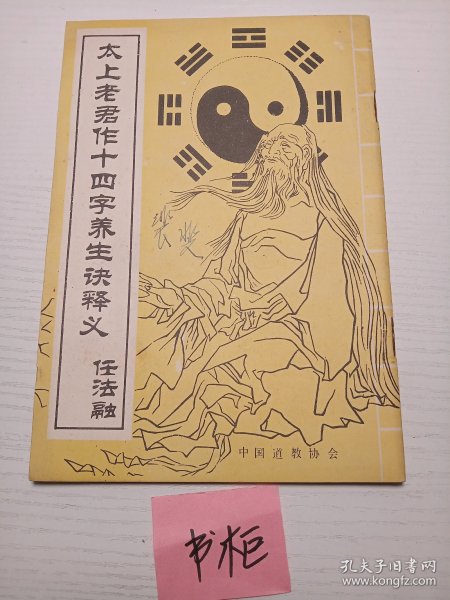 太上老君作十四字养生诀释义
任法融
中国道教协会
书柜
孔夫子旧书网
www.kongfz.com